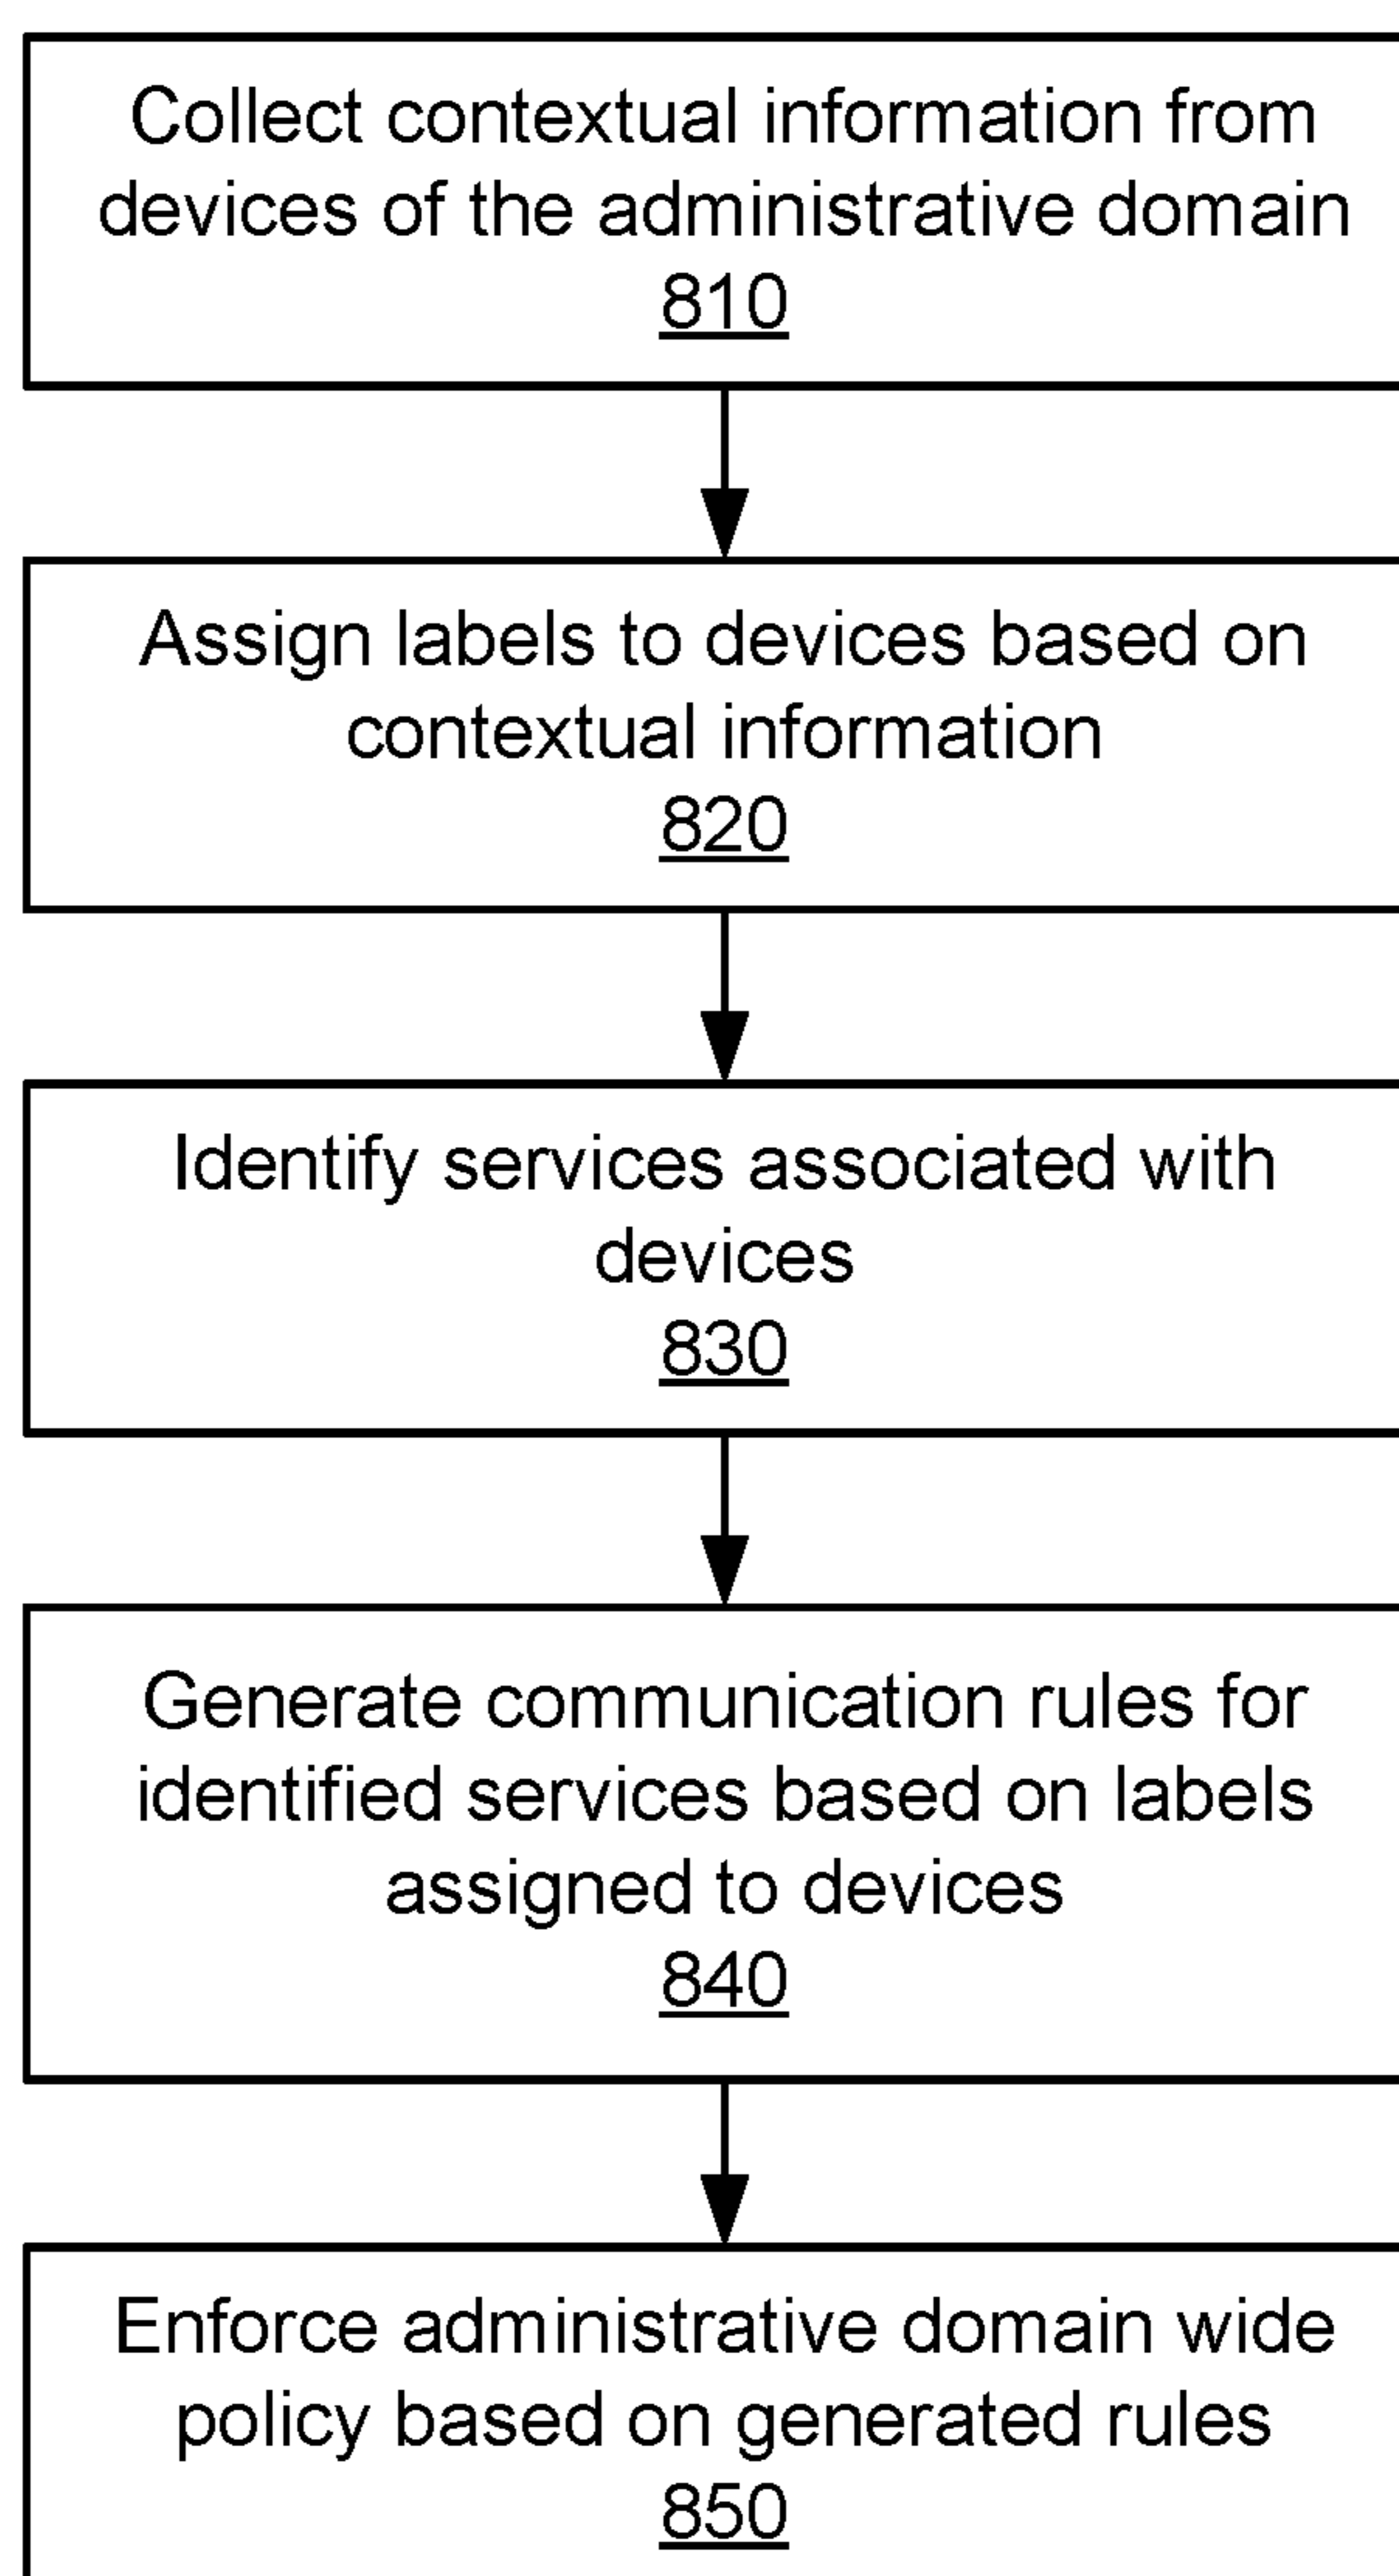 Collect contextual information from
devices of the administrative domain
810
Assign labels to devices based on
contextual information
820
Identify services associated with
devices
830
Generate communication rules for
identified services based on labels
assigned to devices
840
Enforce administrative domain wide
policy based on generated rules
850